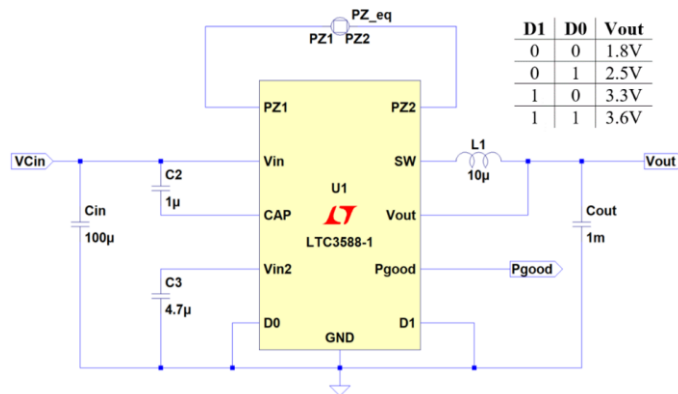 PZ_eq
PZ1 PZ2
D1 D0 Vout
0 0 1.8V
0 1 2.5V
1 0 3.3V
1 1 3.6V
PZ1 PZ2
VCin
Vin
SW
L1
10µ
Vout
C2
1µ
CAP
U1
LTC3588-1
Vout
Cin
100µ
Cout
1m
Vin2
Pgood
Pgood
C3
4.7µ
D0
D1
GND